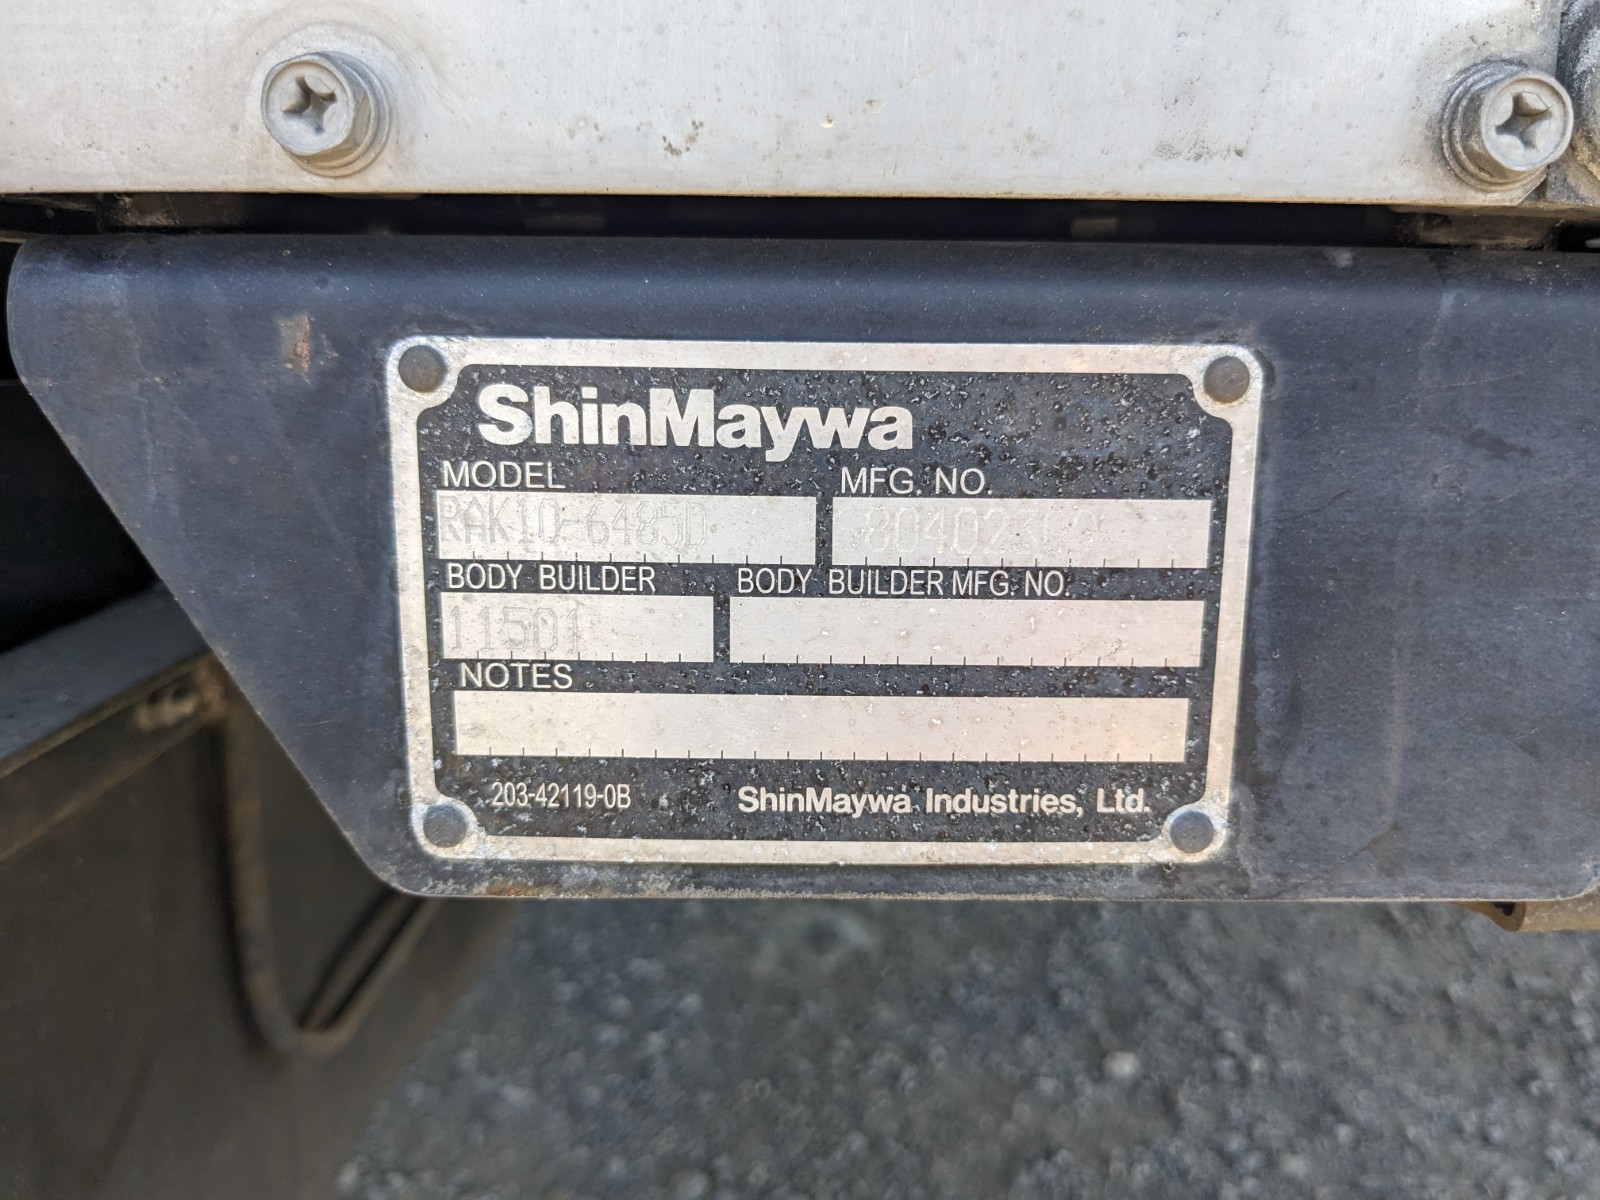 ShinMaywa
MODEL MFG. NO.
RAK10-6485D
BODY BUILDER BODY BUILDER MFG. NO.
11501
NOTES
203-42119-0B ShinMaywa Industries, Ltd.